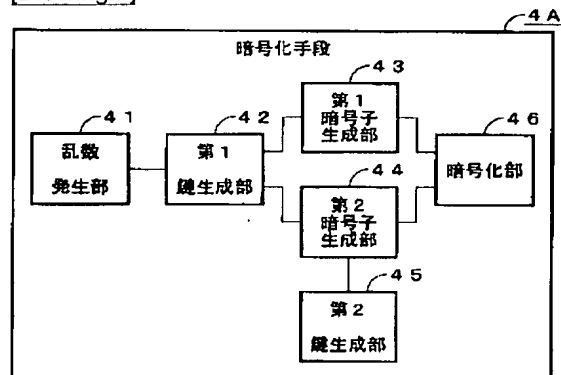 4A
暗号化手段
41
乱数
発生部
42
第1
鍵生成部
43
第1
暗号子
生成部
44
第2
暗号子
生成部
45
第2
鍵生成部
46
暗号化部